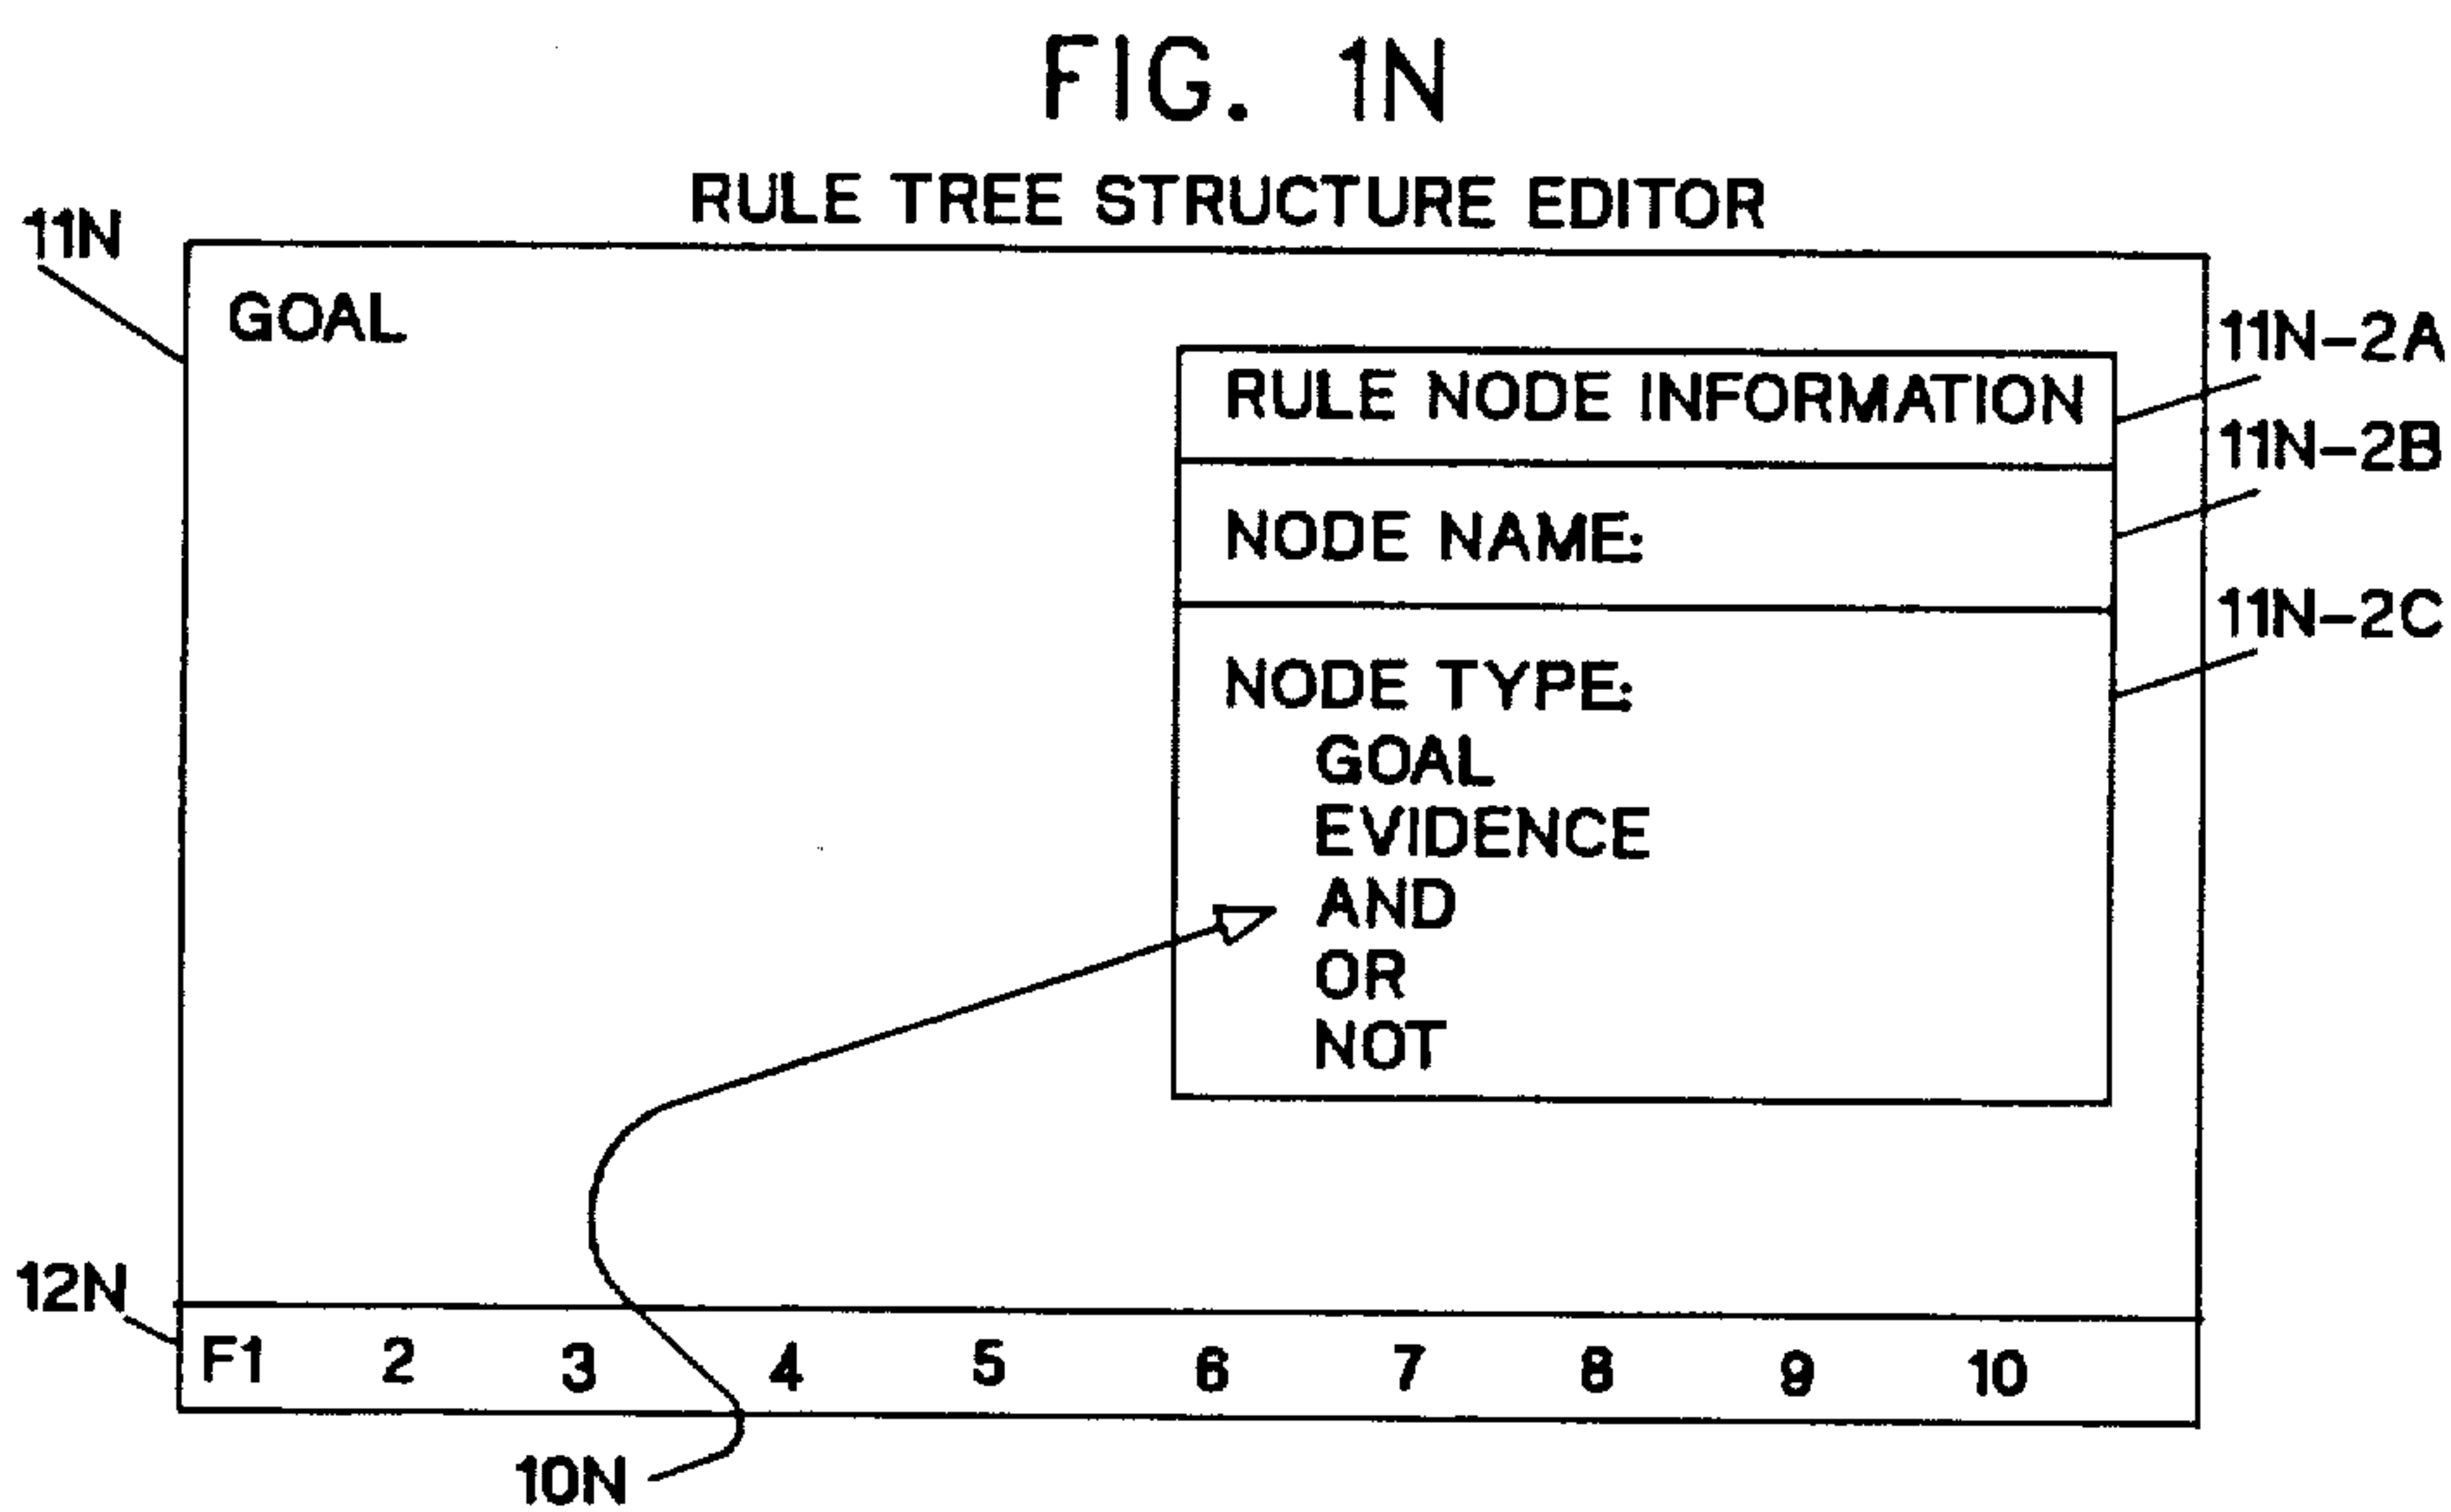 FIG. 1N
RULE TREE STRUCTURE EDITOR
11N
GOAL
11N-2A
RULE NODE INFORMATION
11N-2B
NODE NAME:
11N-2C
NODE TYPE:
GOAL
EVIDENCE
AND
OR
NOT
12N
F1 2 3 4 5 6 7 8 9 10
10N